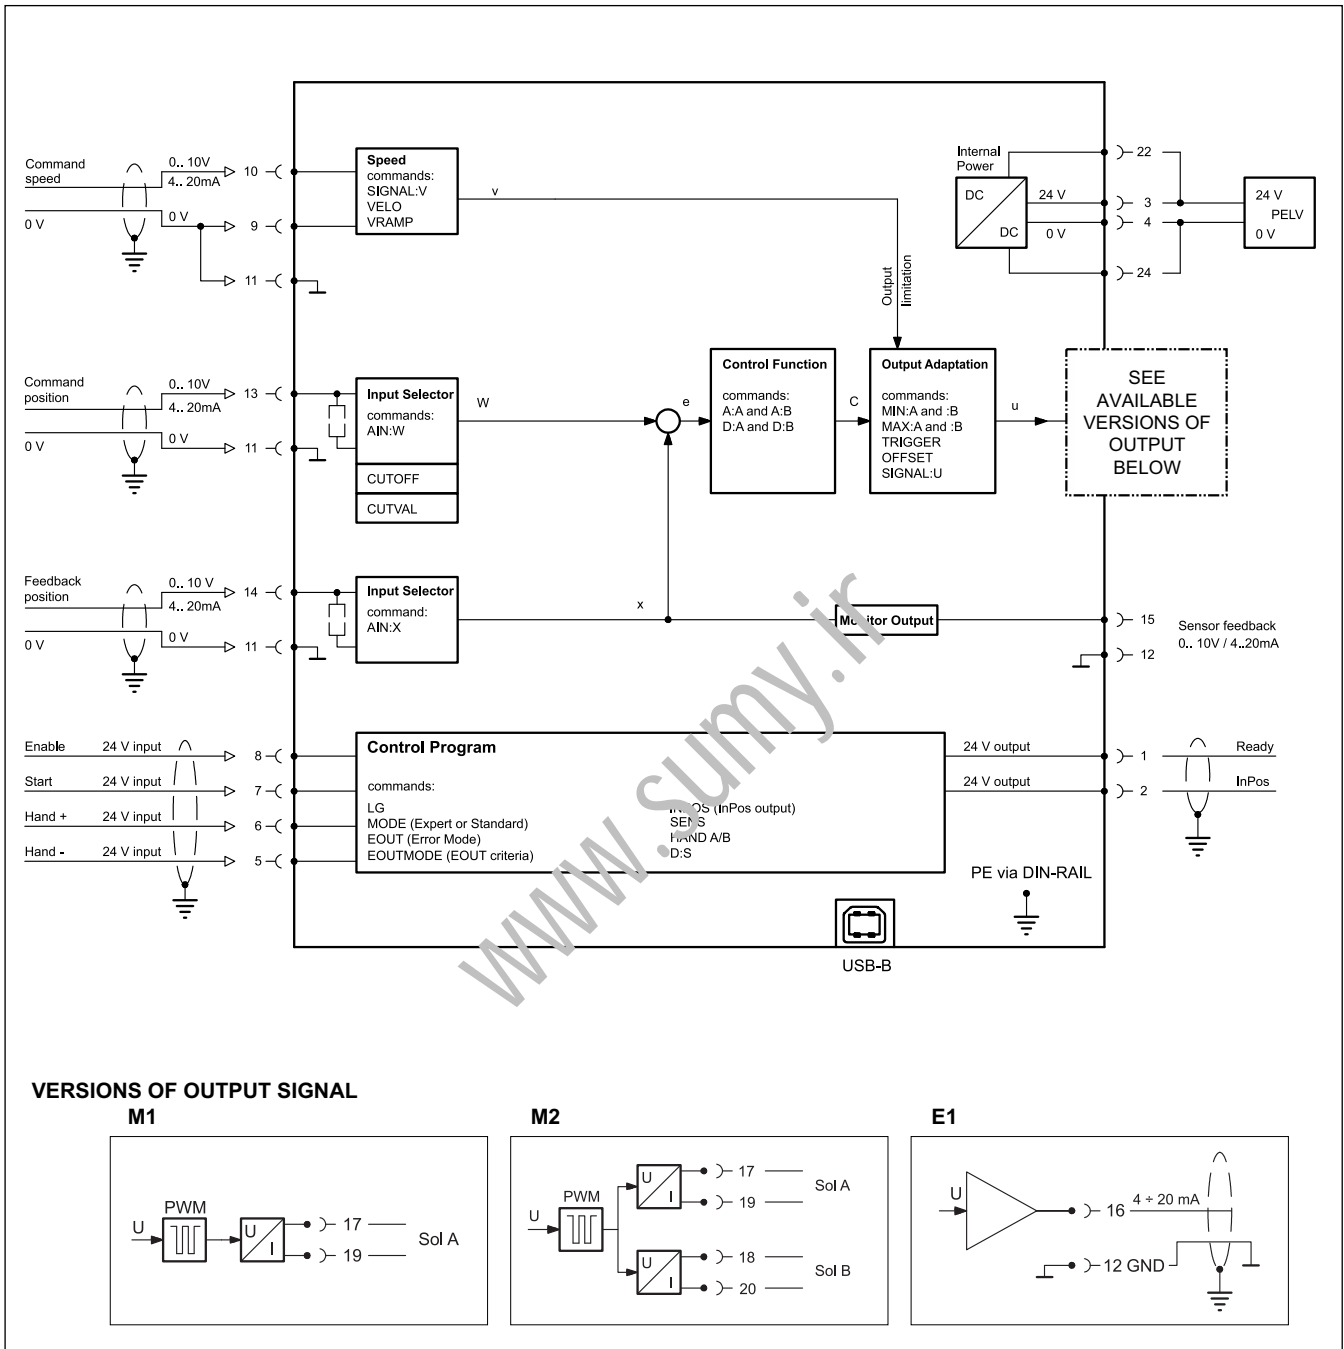 Command
speed
0.. 10V
4.. 20mA
10
0 V
0 V
9
11
Speed
commands:
SIGNAL:V
VELO
VRAMP
v
Output
limitation
Internal
Power
DC
DC
24 V
0 V
22
3
4
24
24 V
PELV
0 V
Command
position
0.. 10V
4.. 20mA
13
0 V
0 V
11
Input Selector
commands:
AIN:W
CUTOFF
CUTVAL
W
e
Control Function
commands:
A:A and A:B
D:A and D:B
C
Output Adaptation
commands:
MIN:A and :B
MAX:A and :B
TRIGGER
OFFSET
SIGNAL:U
u
SEE
AVAILABLE
VERSIONS OF
OUTPUT
BELOW
Feedback
position
0.. 10 V
4.. 20mA
14
0 V
0 V
11
Input Selector
command:
AIN:X
x
Monitor Output
15
12
Sensor feedback
0.. 10V / 4..20mA
Enable 24 V input 8
Start 24 V input 7
Hand + 24 V input 6
Hand - 24 V input 5
Control Program
commands:
LG
MODE (Expert or Standard)
EOUT (Error Mode)
EOUTMODE (EOUT criteria)
INPOS (InPos output)
SENS
HAND A/B
D:S
24 V output 1 Ready
24 V output 2 InPos
PE via DIN-RAIL
USB-B
www.sumy.ir
VERSIONS OF OUTPUT SIGNAL
M1
U
PWM
U
I
17
19
Sol A
M2
U
PWM
U
I
17
19
Sol A
U
I
18
20
Sol B
E1
U
16
4 ÷ 20 mA
12 GND